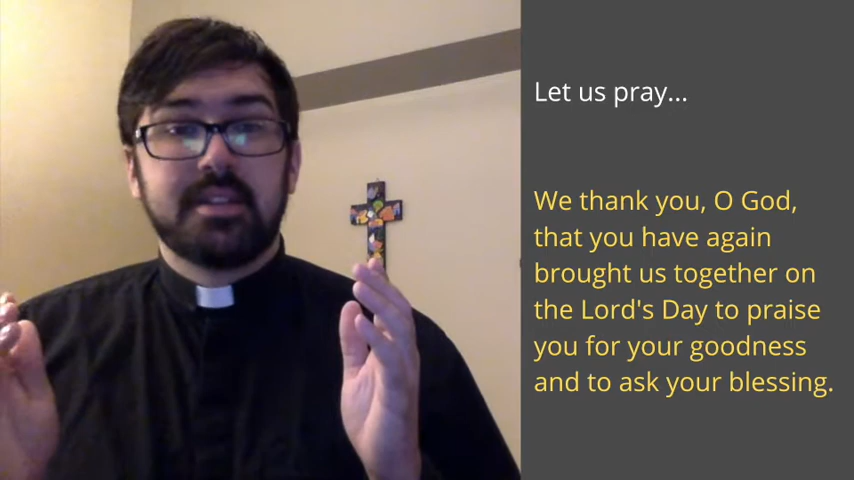 Let us pray...
We thank you, O God,
that you have again
brought us together on
the Lord's Day to praise
you for your goodness
and to ask your blessing.